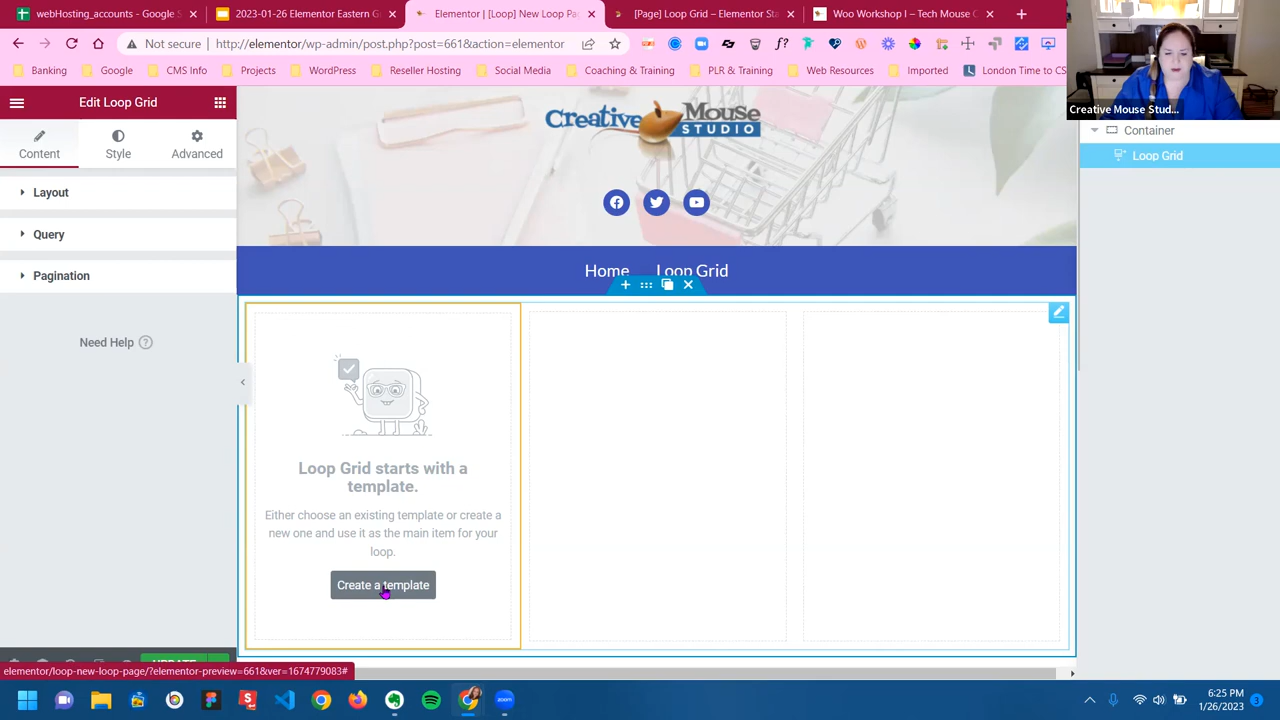 webHosting_accounts - Google S
2023-01-26 Elementor Eastern G
Elementor | [Loop] New Loop Pa
[Page] Loop Grid – Elementor Sta
Woo Workshop I – Tech Mouse C
Not secure
http://elementor/wp-admin/post.php?post=661&action=elementor
Banking
Google
CMS Info
Projects
WordPress
Media
Coaching & Training
PLR & Training
Web Resources
Imports
London Time to CS
Creative Mouse Stud...
Edit Loop Grid
Content
Style
Advanced
Layout
Query
Pagination
Need Help
Creative Mouse
STUDIO
Home
Loop Grid
Container
Loop Grid
Loop Grid starts with a
template.
Either choose an existing template or create a
new one and use it as the main item for your
loop.
Create a template
UPDATE
elementor/loop-new-loop-page/?elementor-preview=661&ver=1674779083#
6:25 PM
1/26/2023
3